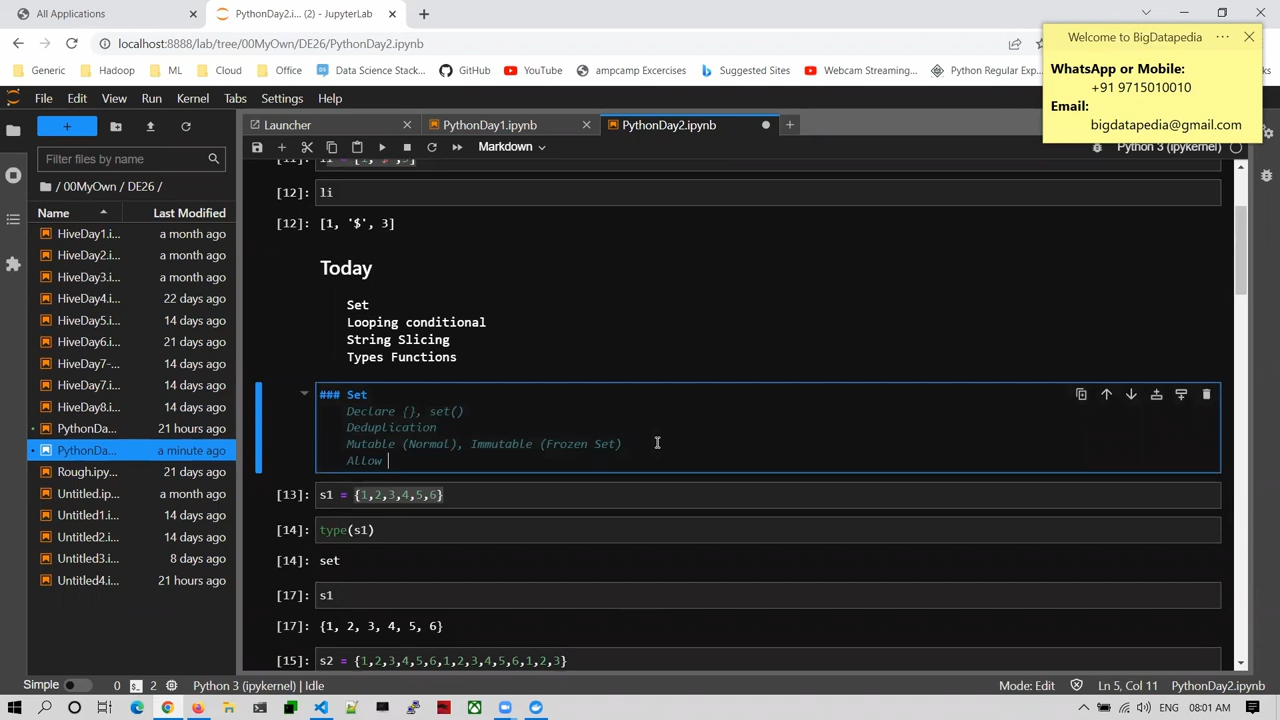 All Applications
PythonDay2.i... (2) - JupyterLab
localhost:8888/lab/tree/00MyOwn/DE26/PythonDay2.ipynb
Generic
Hadoop
ML
Cloud
Office
Data Science Stack...
GitHub
YouTube
ampcamp Excercises
Suggested Sites
Webcam Streaming...
Python Regular Exp...
Welcome to BigDatapedia
WhatsApp or Mobile:
+91 9715010010
Email:
bigdatapedia@gmail.com
File
Edit
View
Run
Kernel
Tabs
Settings
Help
Launcher
PythonDay1.ipynb
PythonDay2.ipynb
Markdown
Python 3 (ipykernel)
Filter files by name
/ 00MyOwn / DE26 /
Name
Last Modified
HiveDay1.i... a month ago
HiveDay2.i... a month ago
HiveDay3.i... a month ago
HiveDay4.i... 22 days ago
HiveDay5.i... 14 days ago
HiveDay6.i... 21 days ago
HiveDay7-... 14 days ago
HiveDay7.i... 14 days ago
HiveDay8.i... 14 days ago
PythonDa... 21 hours ago
PythonDa... a minute ago
Rough.ipy... 21 days ago
Untitled.ip... a month ago
Untitled1.i... 14 days ago
Untitled2.i... 14 days ago
Untitled3.i... 8 days ago
Untitled4.i... 21 hours ago
[12]: li
[12]: [1, '$', 3]
Today
Set
Looping conditional
String Slicing
Types Functions
### Set
Declare {}, set()
Deduplication
Mutable (Normal), Immutable (Frozen Set)
Allow
[13]: s1 = {1,2,3,4,5,6}
[14]: type(s1)
[14]: set
[17]: s1
[17]: {1, 2, 3, 4, 5, 6}
[15]: s2 = {1,2,3,4,5,6,1,2,3,4,5,6,1,2,3}
Simple
0
2
Python 3 (ipykernel) | Idle
Mode: Edit
Ln 5, Col 11
PythonDay2.ipynb
ENG
08:01 AM